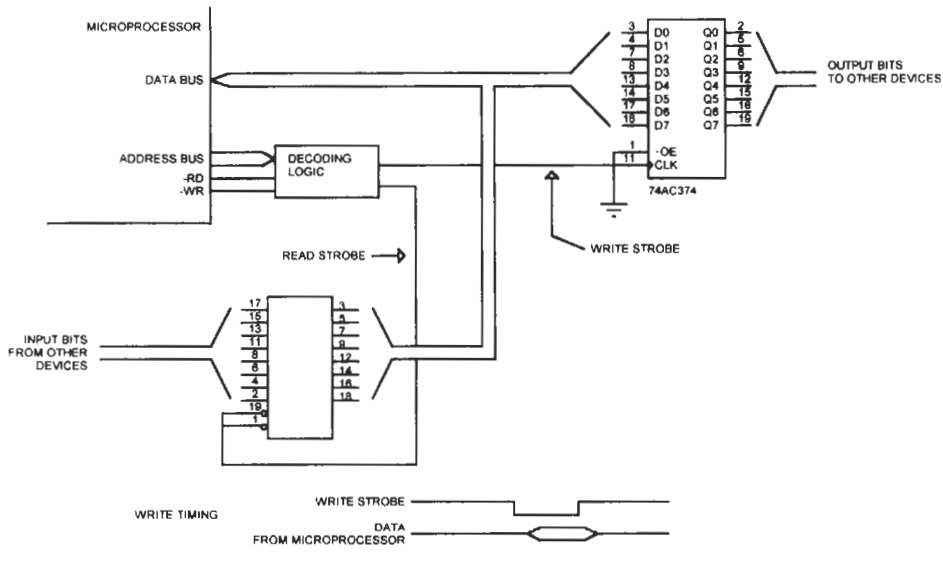 MICROPROCESSOR
DATA BUS
ADDRESS BUS
-RD
-WR
DECODING
LOGIC
3 D0 Q0 2
4 D1 Q1 5
7 D2 Q2 6
8 D3 Q3 9
13 D4 Q4 12
14 D5 Q5 15
17 D6 Q6 16
18 D7 Q7 19
1 -OE
11 CLK
74AC374
OUTPUT BITS
TO OTHER DEVICES
READ STROBE
WRITE STROBE
INPUT BITS
FROM OTHER
DEVICES
17 3
15 5
13 7
11 9
8 12
6 14
4 16
2 18
19
1
WRITE TIMING
WRITE STROBE
DATA
FROM MICROPROCESSOR